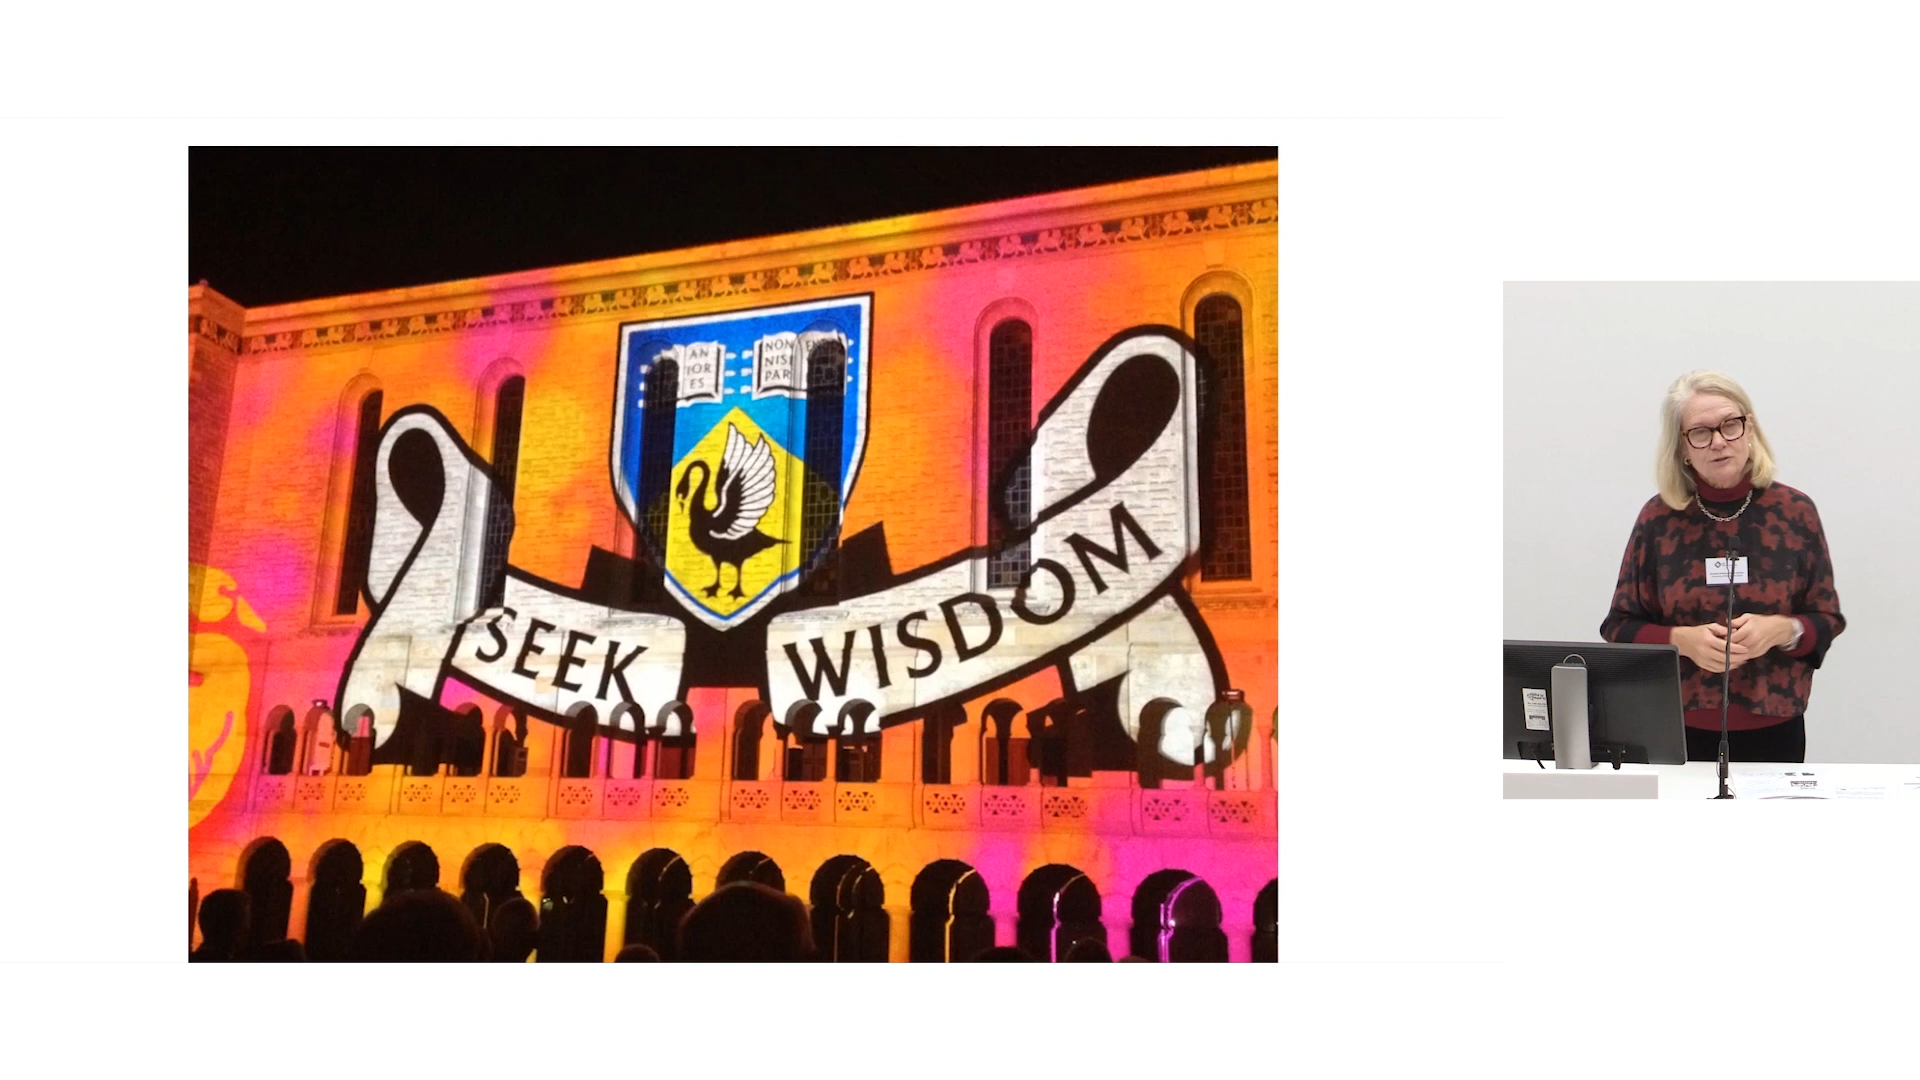 AN
IOR
ES
NON
NISI
PAR
SEEK WISDOM